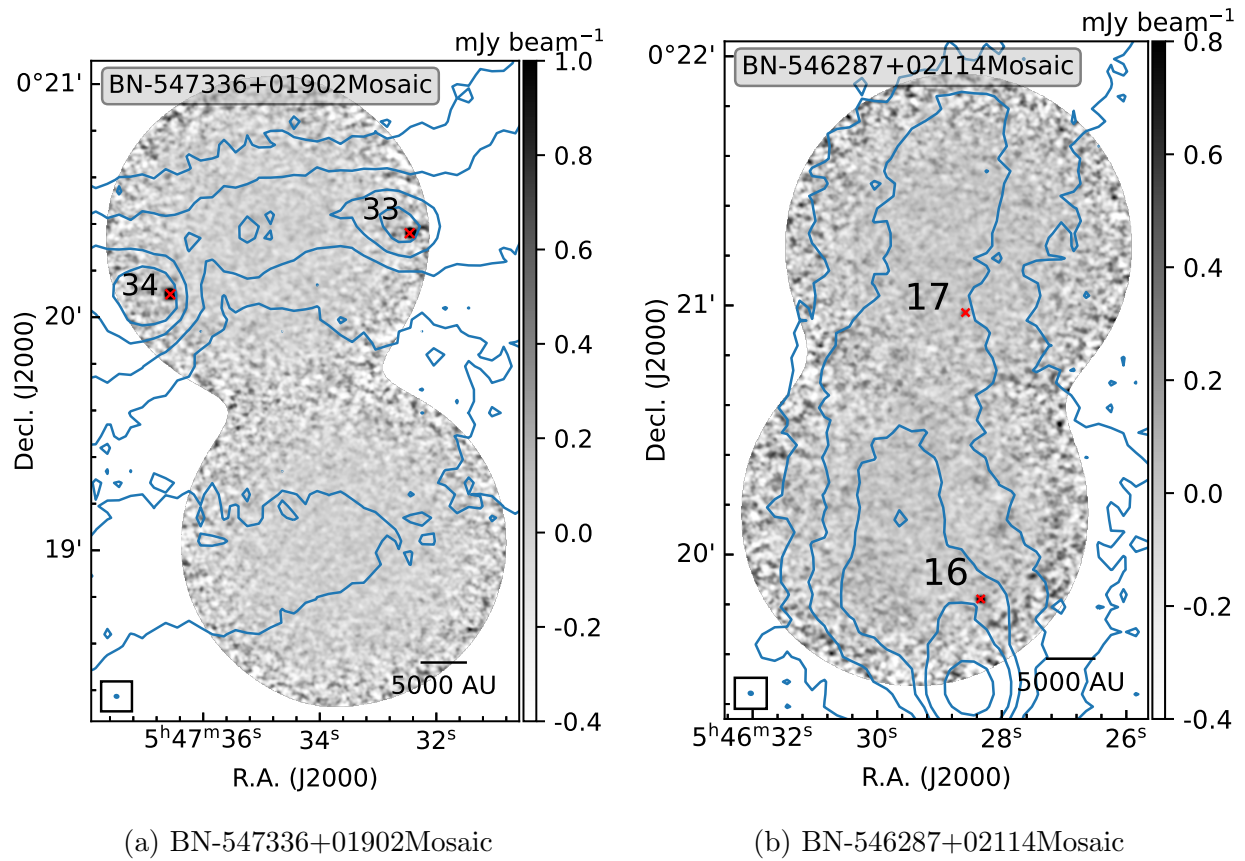 mJy beam⁻¹
BN-547336+01902Mosaic
0°21'
20'
19'
Decl. (J2000)
33
34
5000 AU
5ʰ47ᵐ36ˢ 34ˢ 32ˢ
R.A. (J2000)
1.0
0.8
0.6
0.4
0.2
0.0
-0.2
-0.4
(a) BN-547336+01902Mosaic
mJy beam⁻¹
BN-546287+02114Mosaic
0°22'
21'
20'
Decl. (J2000)
17
16
5000 AU
5ʰ46ᵐ32ˢ 30ˢ 28ˢ 26ˢ
R.A. (J2000)
0.8
0.6
0.4
0.2
0.0
-0.2
-0.4
(b) BN-546287+02114Mosaic